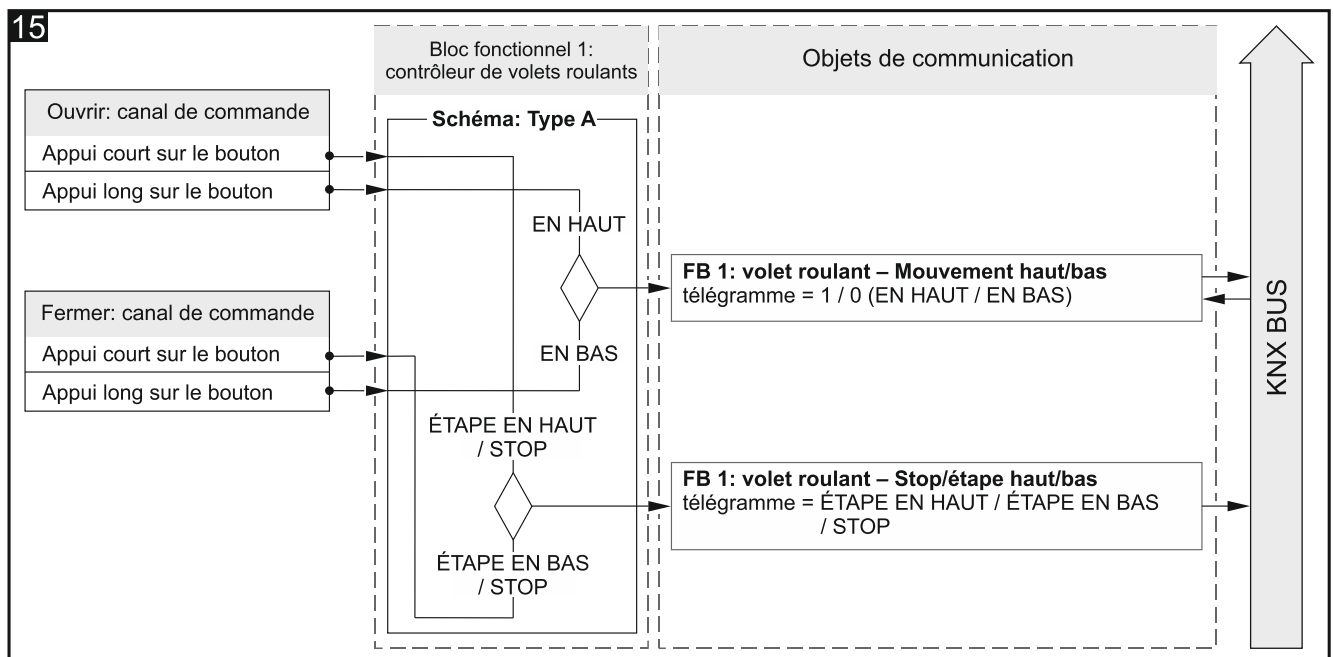 15
Bloc fonctionnel 1:
contrôleur de volets roulants
Objets de communication
Ouvrir: canal de commande
Appui court sur le bouton
Appui long sur le bouton
Schéma: Type A
EN HAUT
FB 1: volet roulant – Mouvement haut/bas
télégramme = 1 / 0 (EN HAUT / EN BAS)
Fermer: canal de commande
Appui court sur le bouton
Appui long sur le bouton
EN BAS
KNX BUS
ÉTAPE EN HAUT
/ STOP
FB 1: volet roulant – Stop/étape haut/bas
télégramme = ÉTAPE EN HAUT / ÉTAPE EN BAS
/ STOP
ÉTAPE EN BAS
/ STOP